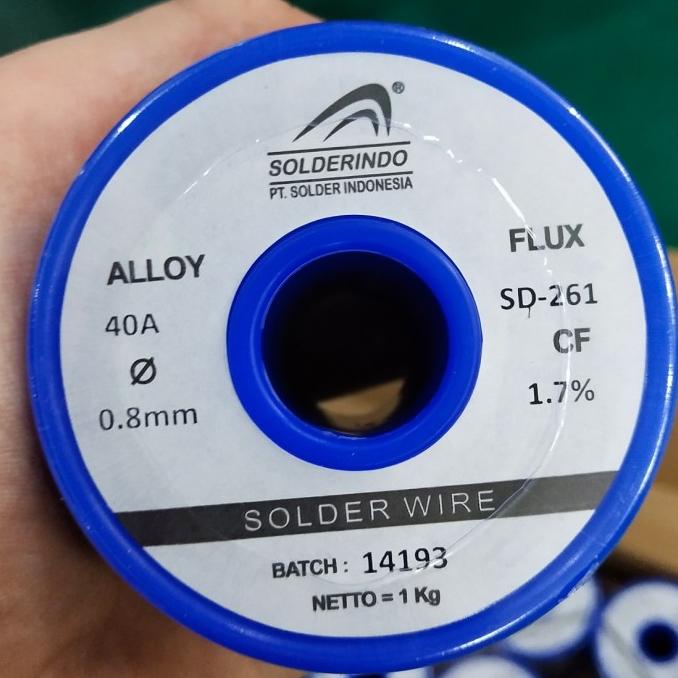 ®
SOLDERINDO
PT. SOLDER INDONESIA
ALLOY
40A
Ø
0.8mm
FLUX
SD-261
CF
1.7%
SOLDER WIRE
BATCH : 14193
NETTO = 1 Kg